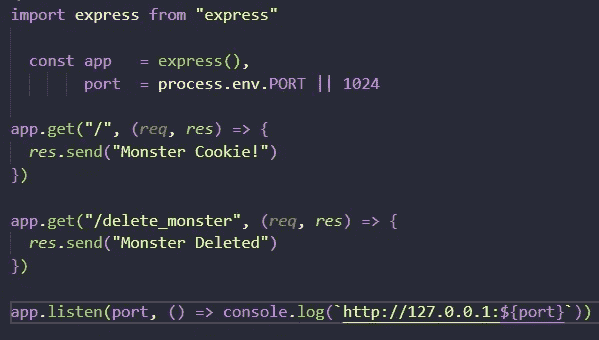 import express from "express"
const app = express(),
port = process.env.PORT || 1024
app.get("/", (req, res) => {
res.send("Monster Cookie!")
})
app.get("/delete_monster", (req, res) => {
res.send("Monster Deleted")
})
app.listen(port, () => console.log(`http://127.0.0.1:${port}`))